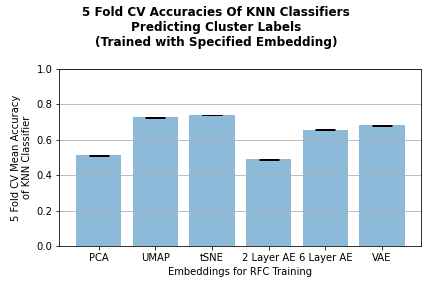 5 Fold CV Accuracies Of KNN Classifiers
Predicting Cluster Labels
(Trained with Specified Embedding)
1.0
0.8
0.6
0.4
0.2
0.0
5 Fold CV Mean Accuracy
of KNN Classifier
PCA UMAP tSNE 2 Layer AE 6 Layer AE VAE
Embeddings for RFC Training